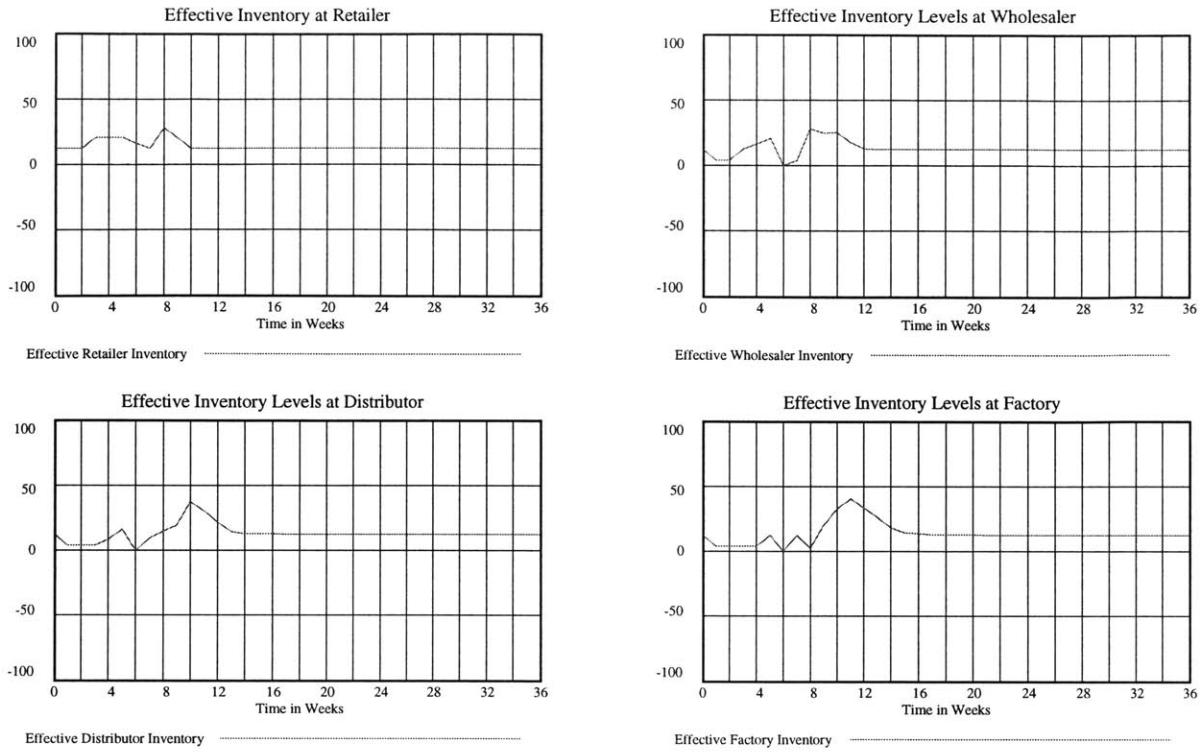 Effective Inventory at Retailer
100
50
0
-50
-100
0 4 8 12 16 20 24 28 32 36
Time in Weeks
Effective Retailer Inventory
Effective Inventory Levels at Wholesaler
100
50
0
-50
-100
0 4 8 12 16 20 24 28 32 36
Time in Weeks
Effective Wholesaler Inventory
Effective Inventory Levels at Distributor
100
50
0
-50
-100
0 4 8 12 16 20 24 28 32 36
Time in Weeks
Effective Distributor Inventory
Effective Inventory Levels at Factory
100
50
0
-50
-100
0 4 8 12 16 20 24 28 32 36
Time in Weeks
Effective Factory Inventory